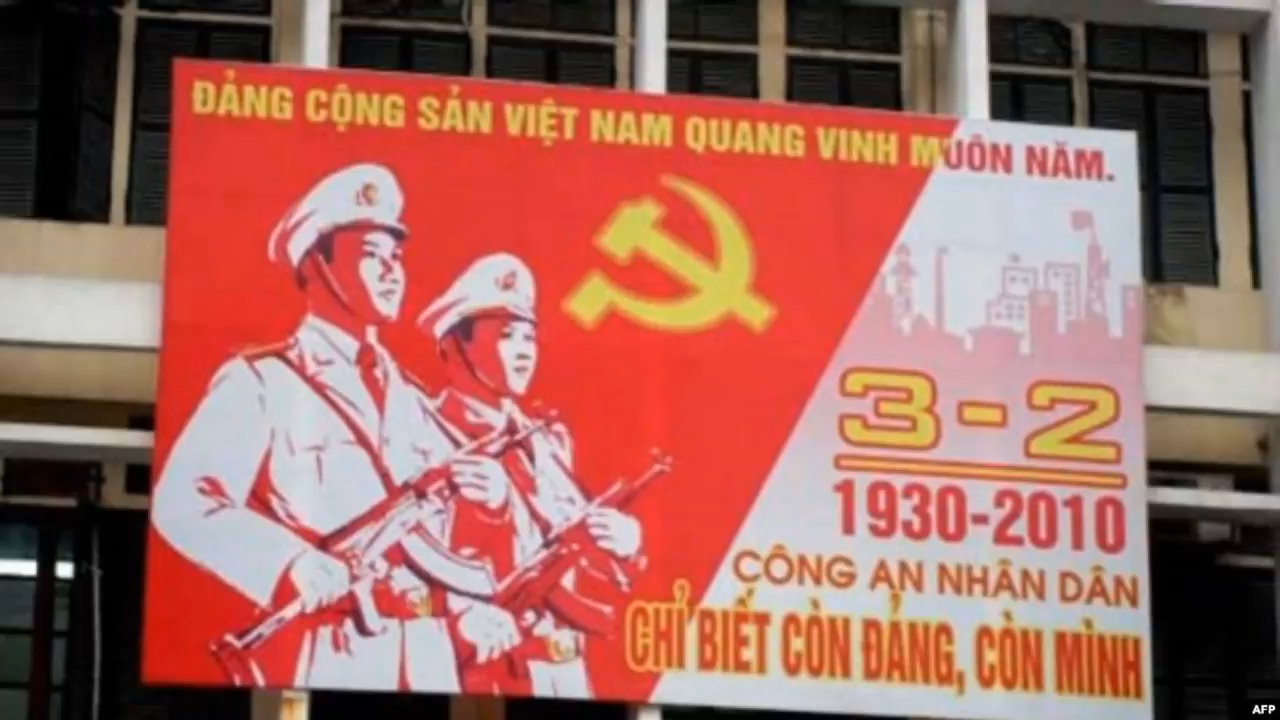 ĐẢNG CỘNG SẢN VIỆT NAM QUANG VINH MUÔN NĂM.
3-2
1930-2010
CÔNG AN NHÂN DÂN
CHỈ BIẾT CÒN ĐẢNG, CÒN MÌNH
AFP